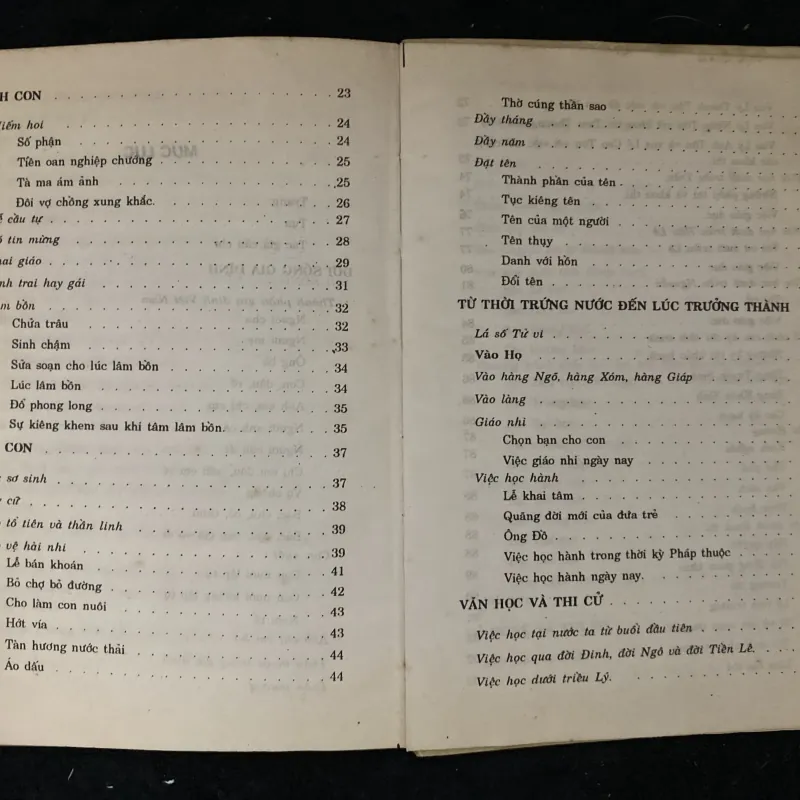 H CON . . . . . . . . . . . . . . . . . . . . 23
iếm hoi . . . . . . . . . . . . . . . . . . . . 24
Số phận . . . . . . . . . . . . . . . . . . . . 24
Tiền oan nghiệp chướng . . . . . . . . . . . . 25
Tà ma ám ảnh . . . . . . . . . . . . . . . . . 25
Đôi vợ chồng xung khắc. . . . . . . . . . . . 26
cầu tự . . . . . . . . . . . . . . . . . . . . 27
tin mừng . . . . . . . . . . . . . . . . . . . 28
ai giáo . . . . . . . . . . . . . . . . . . . . 29
nh trai hay gái . . . . . . . . . . . . . . . . 31
m bồn . . . . . . . . . . . . . . . . . . . . 32
Chửa trâu . . . . . . . . . . . . . . . . . . 32
Sinh chậm . . . . . . . . . . . . . . . . . . 33
Sửa soạn cho lúc lâm bồn . . . . . . . . . . . 34
Lúc lâm bồn . . . . . . . . . . . . . . . . . 34
Đổ phong long . . . . . . . . . . . . . . . . 35
Sự kiêng khem sau khi tâm lâm bồn. . . . . . . 35
CON . . . . . . . . . . . . . . . . . . . . . 37
sơ sinh . . . . . . . . . . . . . . . . . . . . 37
cữ . . . . . . . . . . . . . . . . . . . . . . 38
tổ tiên và thần linh . . . . . . . . . . . . . . 39
vệ hài nhi . . . . . . . . . . . . . . . . . . 39
Lễ bán khoán . . . . . . . . . . . . . . . . . 41
Bỏ chợ bỏ đường . . . . . . . . . . . . . . . 42
Cho làm con nuôi . . . . . . . . . . . . . . . 43
Hớt vía . . . . . . . . . . . . . . . . . . . . 43
Tàn hương nước thải . . . . . . . . . . . . . 44
Áo dấu . . . . . . . . . . . . . . . . . . . . 44
Thờ cúng thần sao . . . . . . . .
Đầy tháng . . . . . . . . . . . .
Đầy năm . . . . . . . . . . . . .
Đặt tên . . . . . . . . . . . . .
Thành phần của tên . . . . . . . .
Tục kiêng tên . . . . . . . . . .
Tên của một người . . . . . . . .
Tên thụy . . . . . . . . . . . . .
Danh với hồn . . . . . . . . . . .
Đổi tên . . . . . . . . . . . . .
TỪ THỜI TRỨNG NƯỚC ĐẾN LÚC TRƯỞNG THÀNH
Lá số Tử vi . . . . . . . . . . .
Vào Họ . . . . . . . . . . . . .
Vào hàng Ngõ, hàng Xóm, hàng Giáp . . . . .
Vào làng . . . . . . . . . . . . .
Giáo nhi . . . . . . . . . . . . .
Chọn bạn cho con . . . . . . . . .
Việc giáo nhi ngày nay . . . . . .
Việc học hành . . . . . . . . . .
Lễ khai tâm . . . . . . . . . . .
Quãng đời mới của đứa trẻ . . . . .
Ông Đồ . . . . . . . . . . . . .
Việc học hành trong thời kỳ Pháp thuộc . . . .
Việc học hành ngày nay. . . . . . .
VĂN HỌC VÀ THI CỬ . . . . . . . .
Việc học tại nước ta từ buổi đầu tiên . . . . .
Việc học qua đời Đinh, đời Ngô và đời Tiền Lê. . . .
Việc học dưới triều Lý. . . . . . .